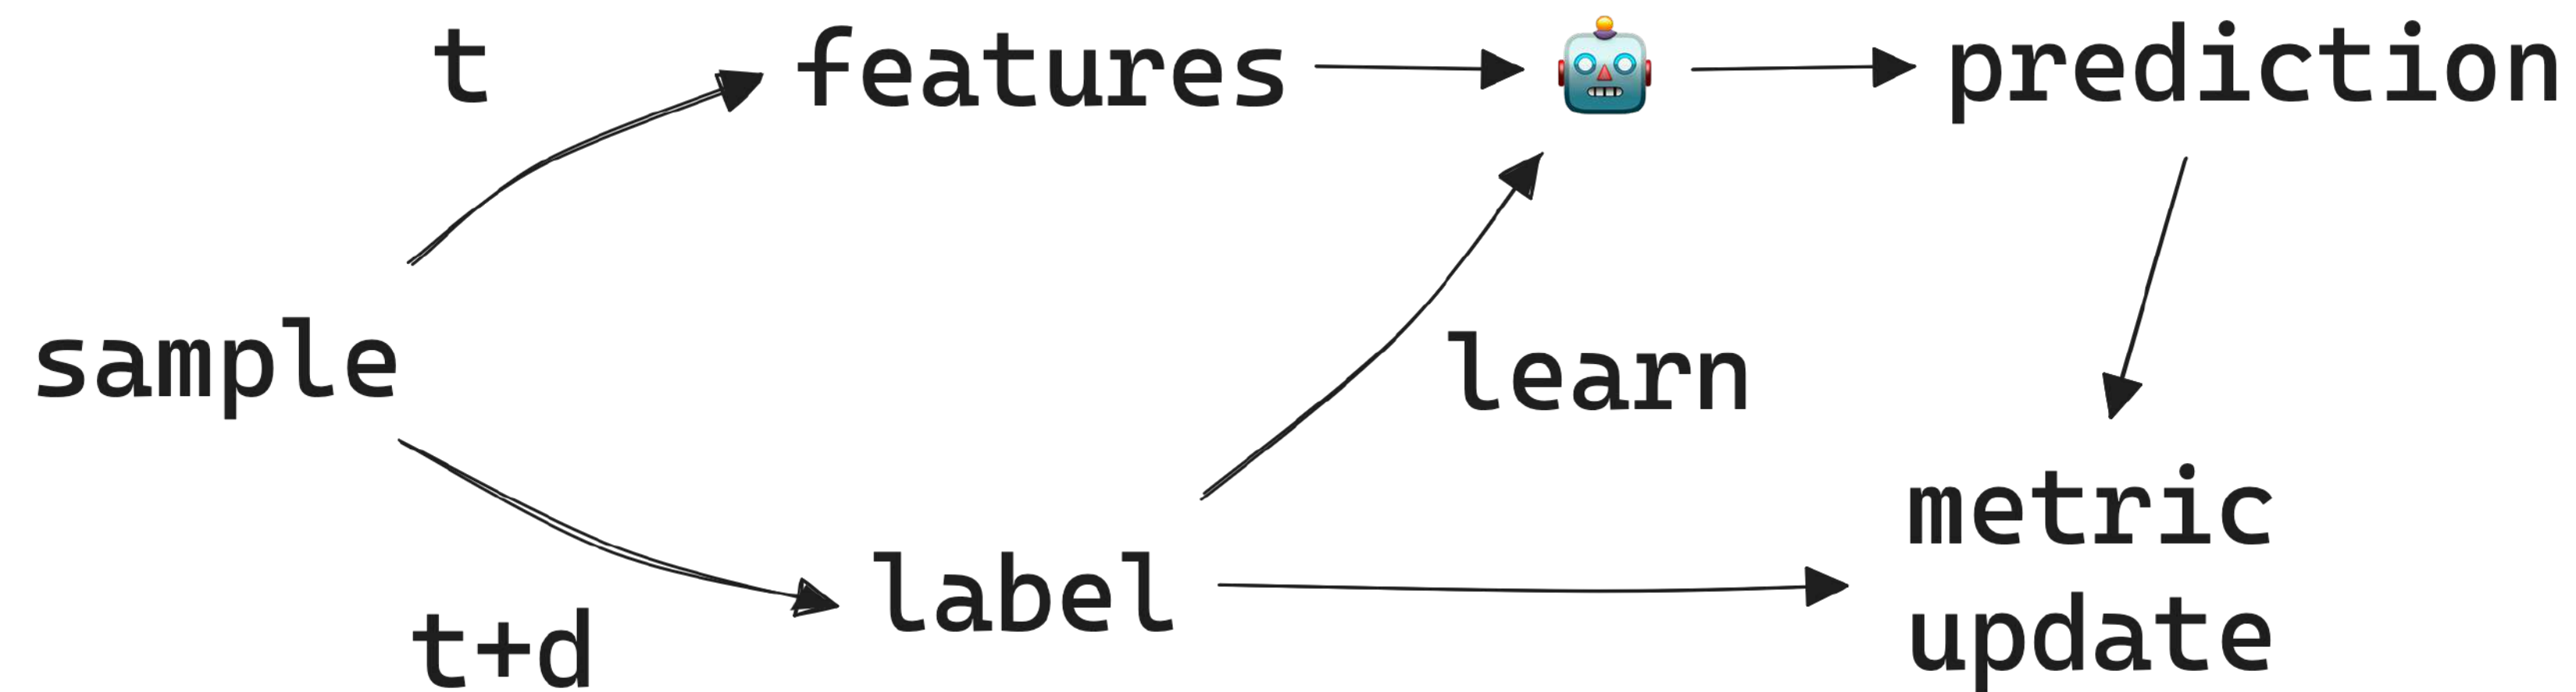 t
features
prediction
sample
learn
label
metric
update
t+d